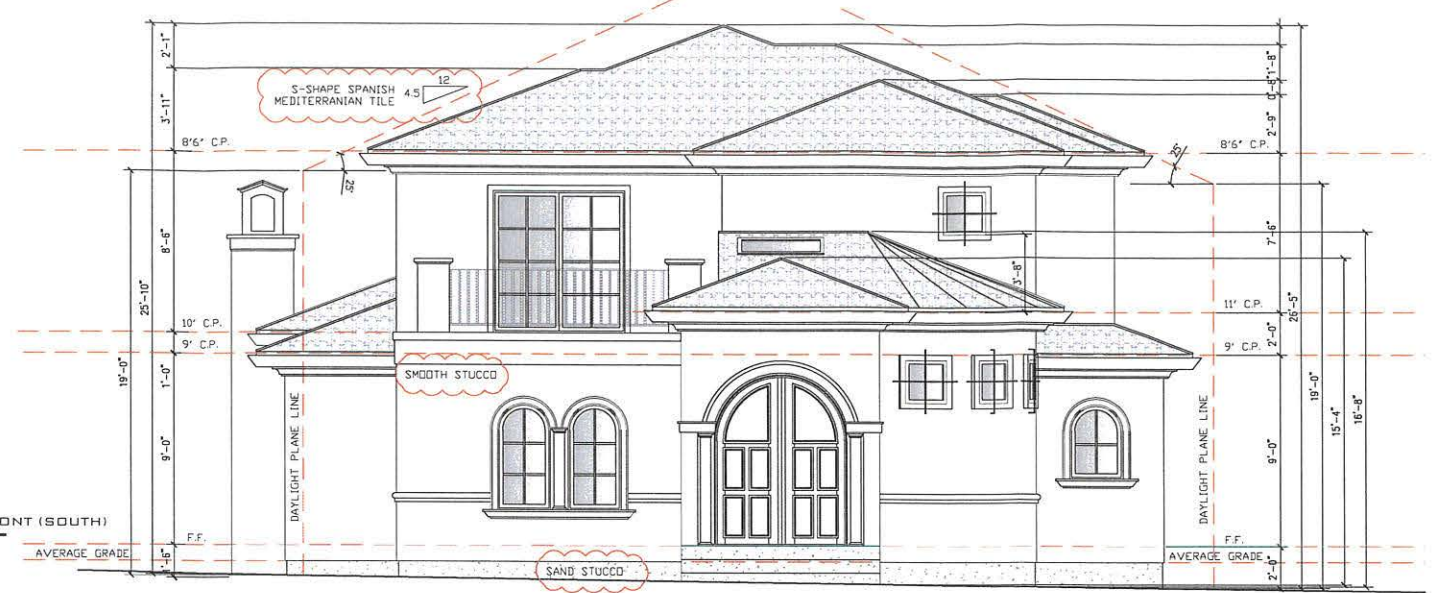 2'-1"
3'-11"
S-SHAPE SPANISH
MEDITERRANIAN TILE
12
4.5
8'6" C.P.
25'
8'-6"
25'-10"
19'-0"
10' C.P.
9' C.P.
1'-0"
9'-0"
DAYLIGHT PLANE LINE
SMOOTH STUCCO
ONT (SOUTH)
F.F.
AVERAGE GRADE
1'-6"
SAND STUCCO
3'-8"
1'-8"
0'-8"
2'-9"
25'
8'6" C.P.
7'-6"
11' C.P.
26'-5"
2'-0"
9' C.P.
19'-0"
15'-4"
16'-8"
9'-0"
DAYLIGHT PLANE LINE
F.F.
AVERAGE GRADE
2'-0"